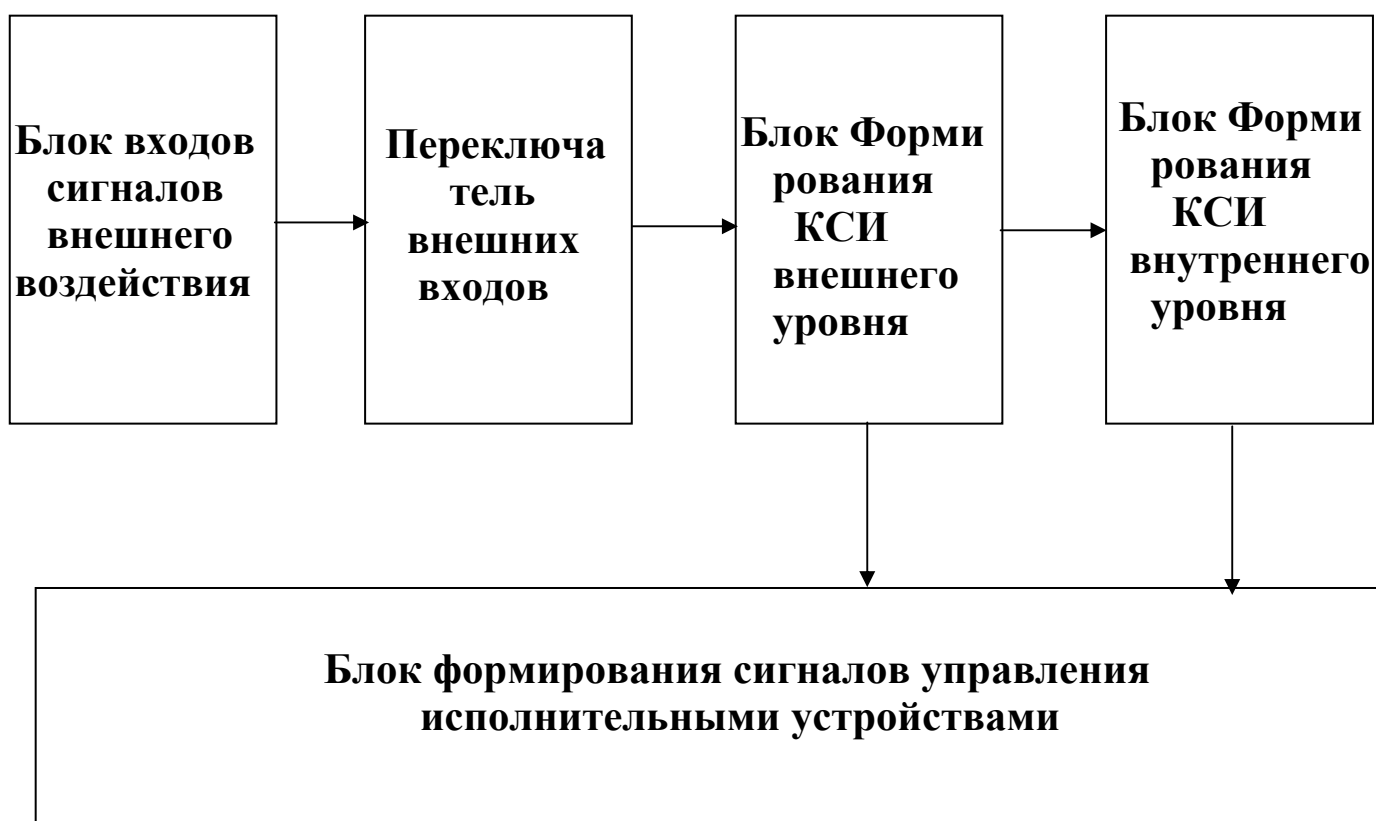 Блок входов
сигналов
внешнего
воздействия
Переключа
тель
внешних
входов
Блок Форми
рования
КСИ
внешнего
уровня
Блок Форми
рования
КСИ
внутреннего
уровня
Блок формирования сигналов управления
исполнительными устройствами